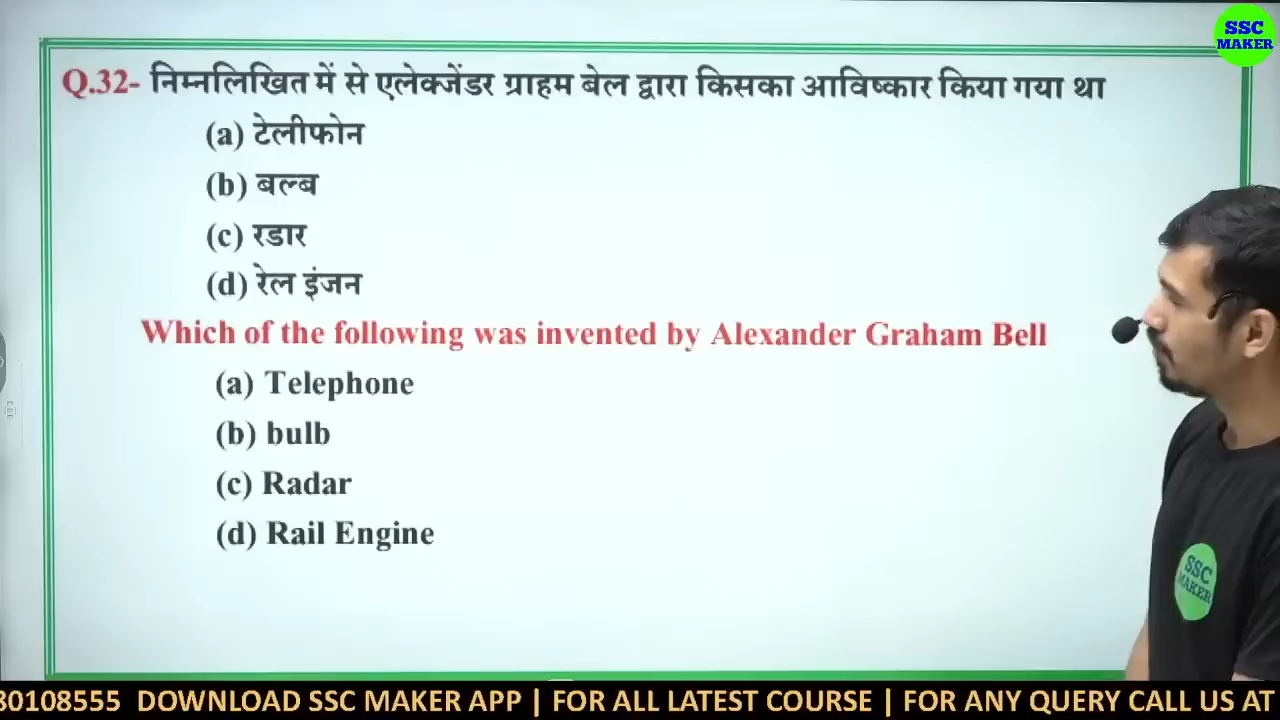 SSC
MAKER
Q.32- निम्नलिखित में से एलेक्जेंडर ग्राहम बेल द्वारा किसका आविष्कार किया गया था
(a) टेलीफोन
(b) बल्ब
(c) रडार
(d) रेल इंजन
Which of the following was invented by Alexander Graham Bell
(a) Telephone
(b) bulb
(c) Radar
(d) Rail Engine
SSC
MAKER
80108555 DOWNLOAD SSC MAKER APP | FOR ALL LATEST COURSE | FOR ANY QUERY CALL US AT